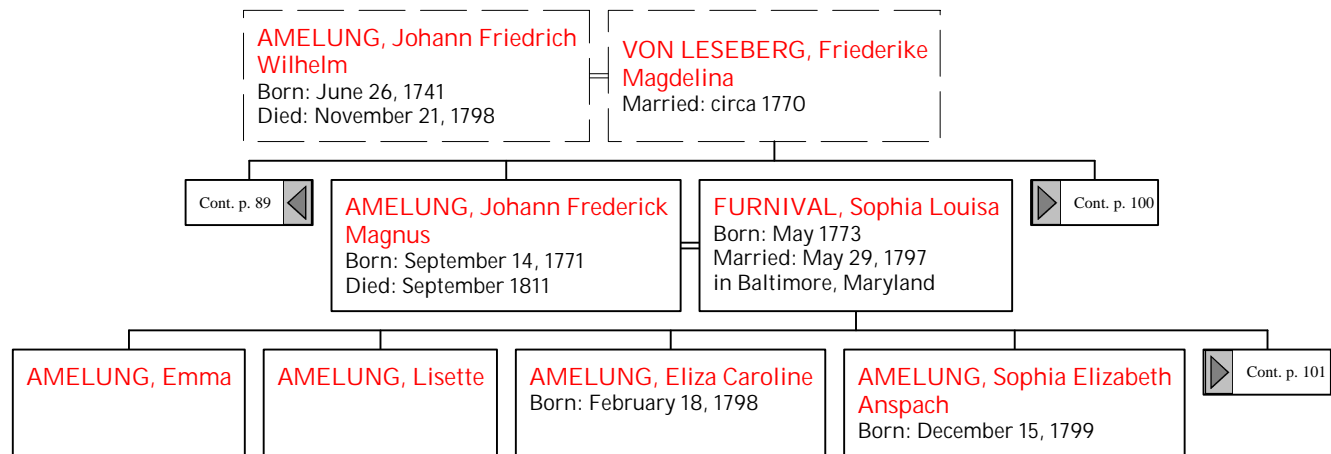 AMELUNG, Johann Friedrich
Wilhelm
Born: June 26, 1741
Died: November 21, 1798
VON LESEBERG, Friederike
Magdelina
Married: circa 1770
Cont. p. 89
AMELUNG, Johann Frederick
Magnus
Born: September 14, 1771
Died: September 1811
FURNIVAL, Sophia Louisa
Born: May 1773
Married: May 29, 1797
in Baltimore, Maryland
Cont. p. 100
AMELUNG, Emma
AMELUNG, Lisette
AMELUNG, Eliza Caroline
Born: February 18, 1798
AMELUNG, Sophia Elizabeth
Anspach
Born: December 15, 1799
Cont. p. 101